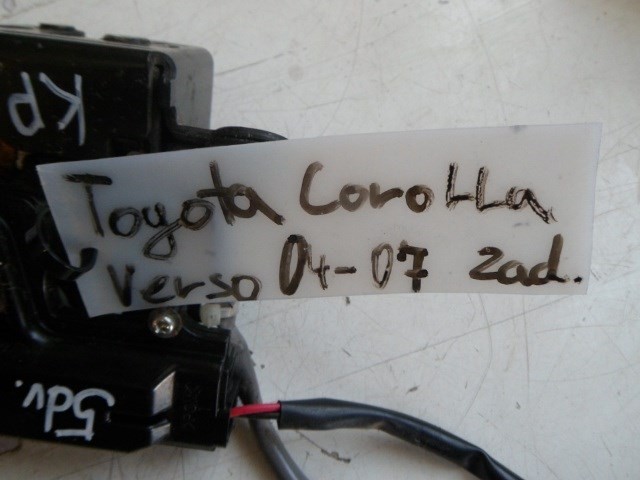 Kp
Toyota Corolla
Verso 04-07 zad.
5dv.